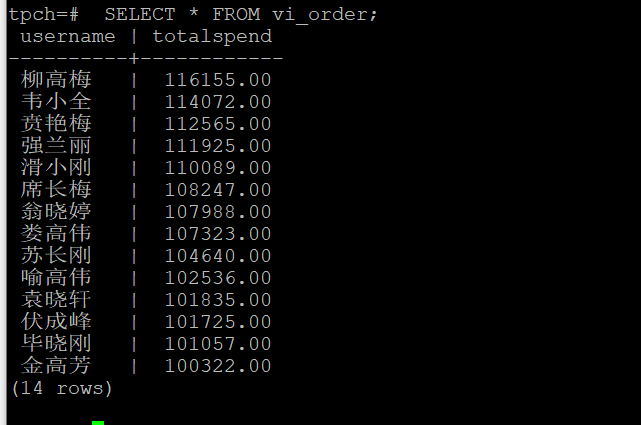 tpch=#  SELECT * FROM vi_order;
 username | totalspend
----------+------------
 柳高梅   |  116155.00
 韦小全   |  114072.00
 贲艳梅   |  112565.00
 强兰丽   |  111925.00
 滑小刚   |  110089.00
 席长梅   |  108247.00
 翁晓婷   |  107988.00
 娄高伟   |  107323.00
 苏长刚   |  104640.00
 喻高伟   |  102536.00
 袁晓轩   |  101835.00
 伏成峰   |  101725.00
 毕晓刚   |  101057.00
 金高芳   |  100322.00
(14 rows)